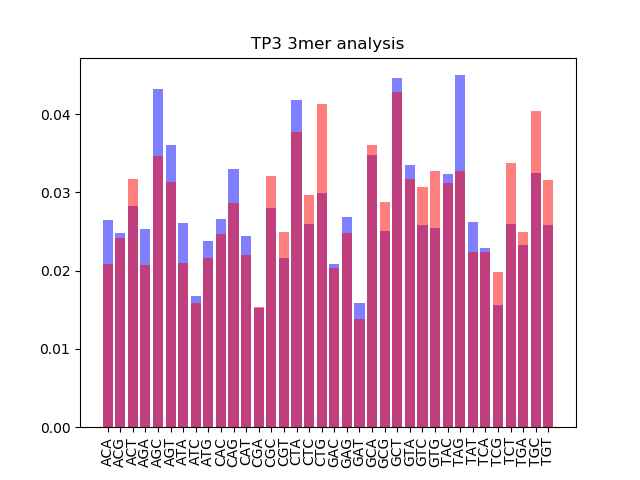 TP3 3mer analysis
0.04
0.03
0.02
0.01
0.00
ACA
ACG
ACT
AGA
AGC
AGT
ATA
ATC
ATG
CAC
CAG
CAT
CGA
CGC
CGT
CTA
CTC
CTG
GAC
GAG
GAT
GCA
GCG
GCT
GTA
GTC
GTG
TAC
TAG
TAT
TCA
TCG
TCT
TGA
TGC
TGT